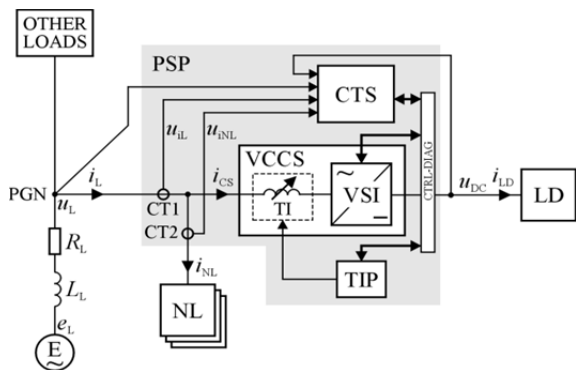 OTHER
LOADS
PSP
CTS
u_iL
u_iNL
VCCS
CTRL-DIAG
PGN
i_L
u_L
CT1
i_CS
TI
~
VSI
–
u_DC
i_LD
LD
CT2
R_L
i_NL
TIP
L_L
NL
e_L
E
~